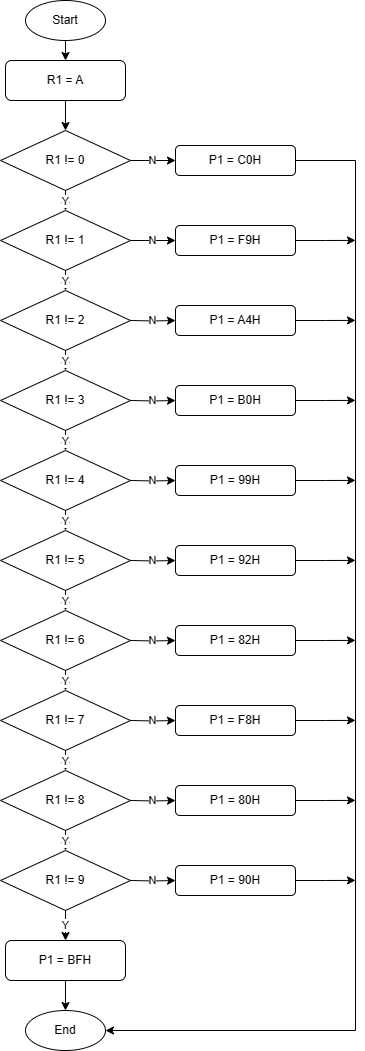 Start
R1 = A
R1 != 0
N
P1 = C0H
Y
R1 != 1
N
P1 = F9H
Y
R1 != 2
N
P1 = A4H
Y
R1 != 3
N
P1 = B0H
Y
R1 != 4
N
P1 = 99H
Y
R1 != 5
N
P1 = 92H
Y
R1 != 6
N
P1 = 82H
Y
R1 != 7
N
P1 = F8H
Y
R1 != 8
N
P1 = 80H
Y
R1 != 9
N
P1 = 90H
Y
P1 = BFH
End